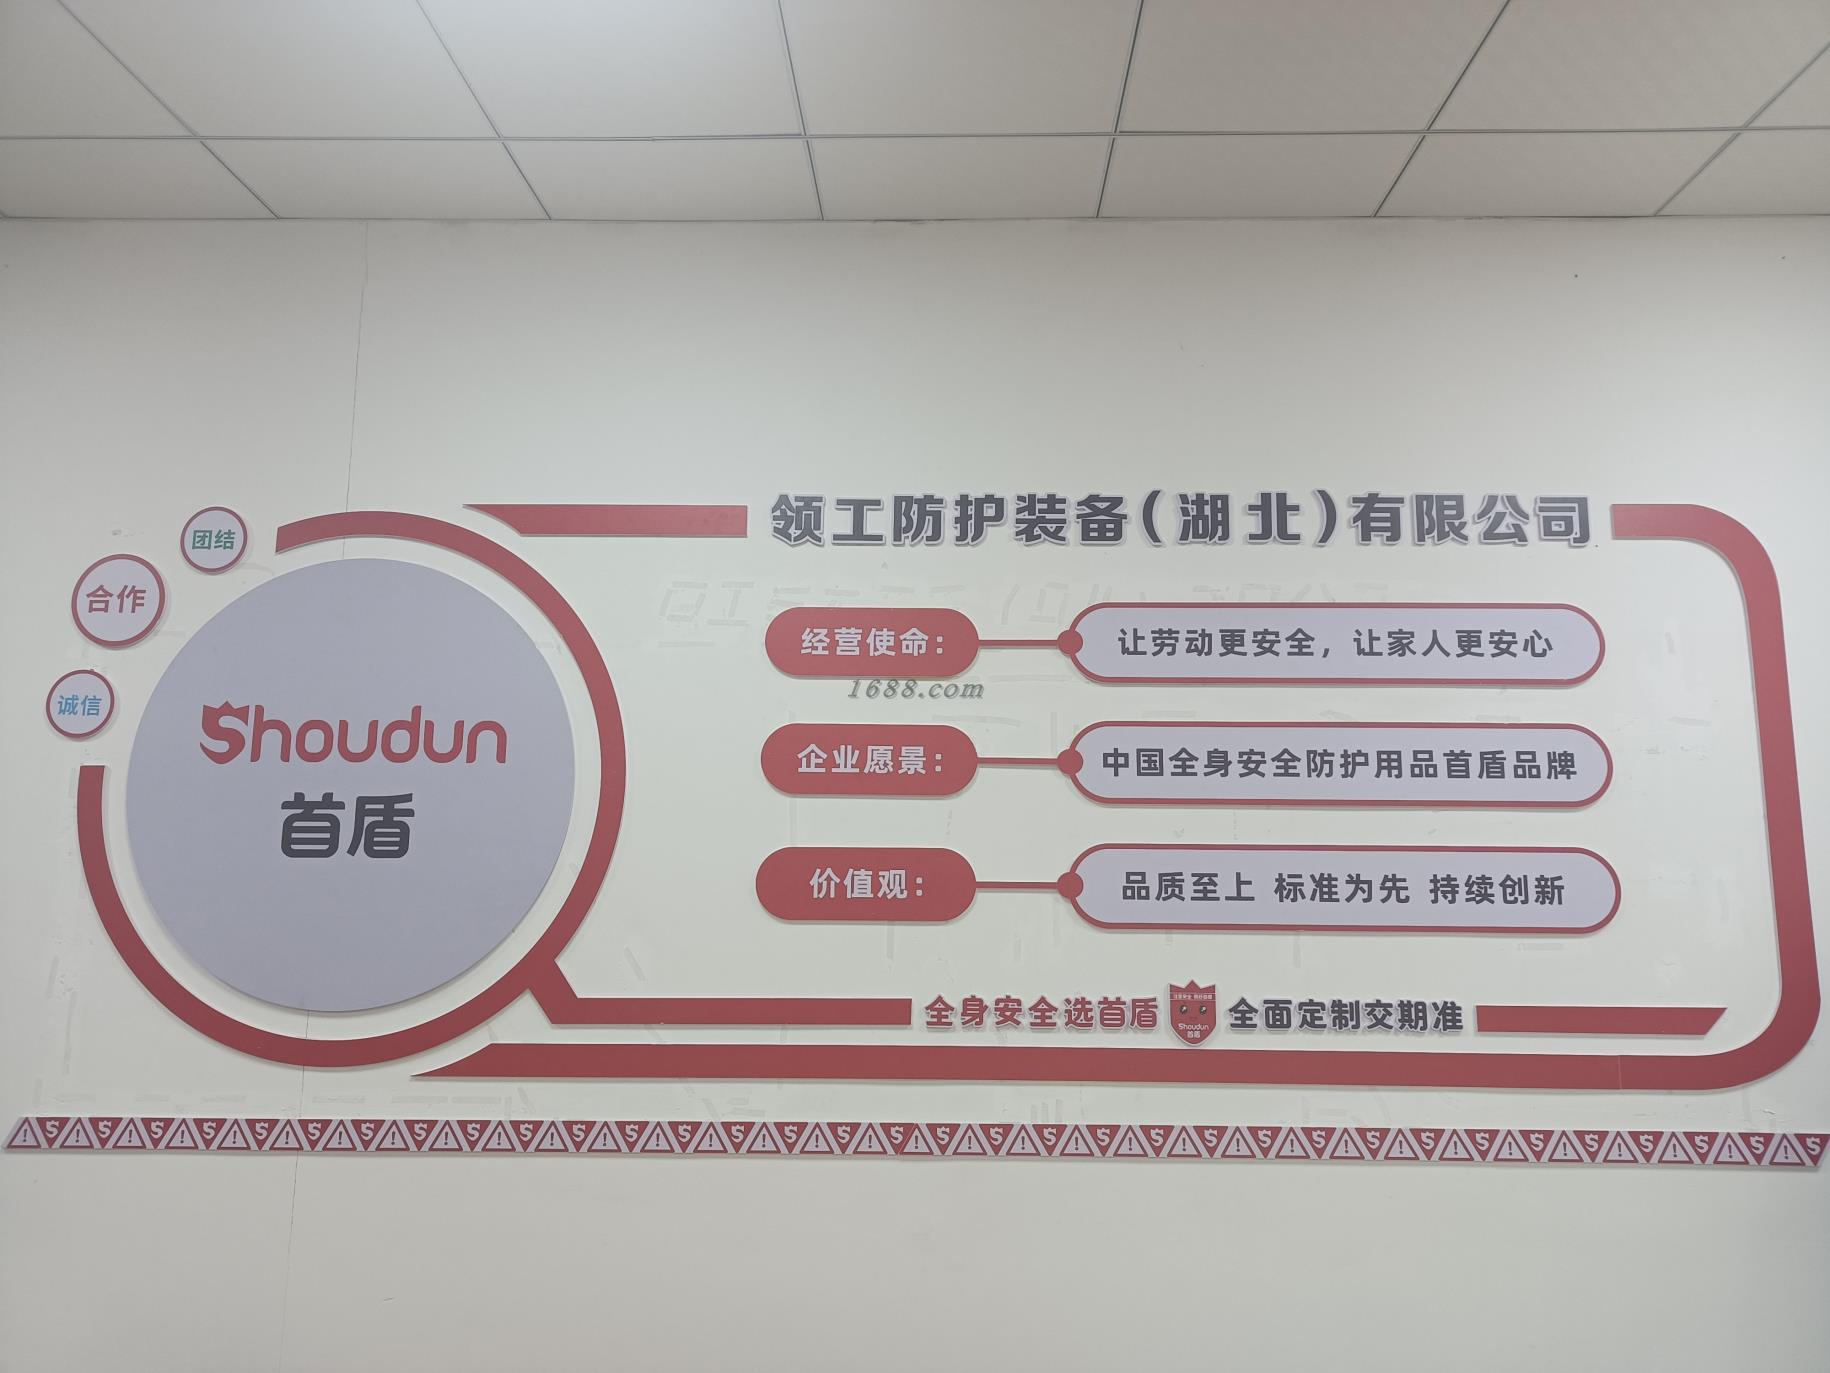 领工防护装备(湖北)有限公司
团结
合作
诚信
Shoudun
首盾
经营使命：
让劳动更安全，让家人更安心
1688.com
企业愿景：
中国全身安全防护用品首盾品牌
价值观：
品质至上 标准为先 持续创新
全身安全选首盾
Shoudun
首盾
全面定制交期准